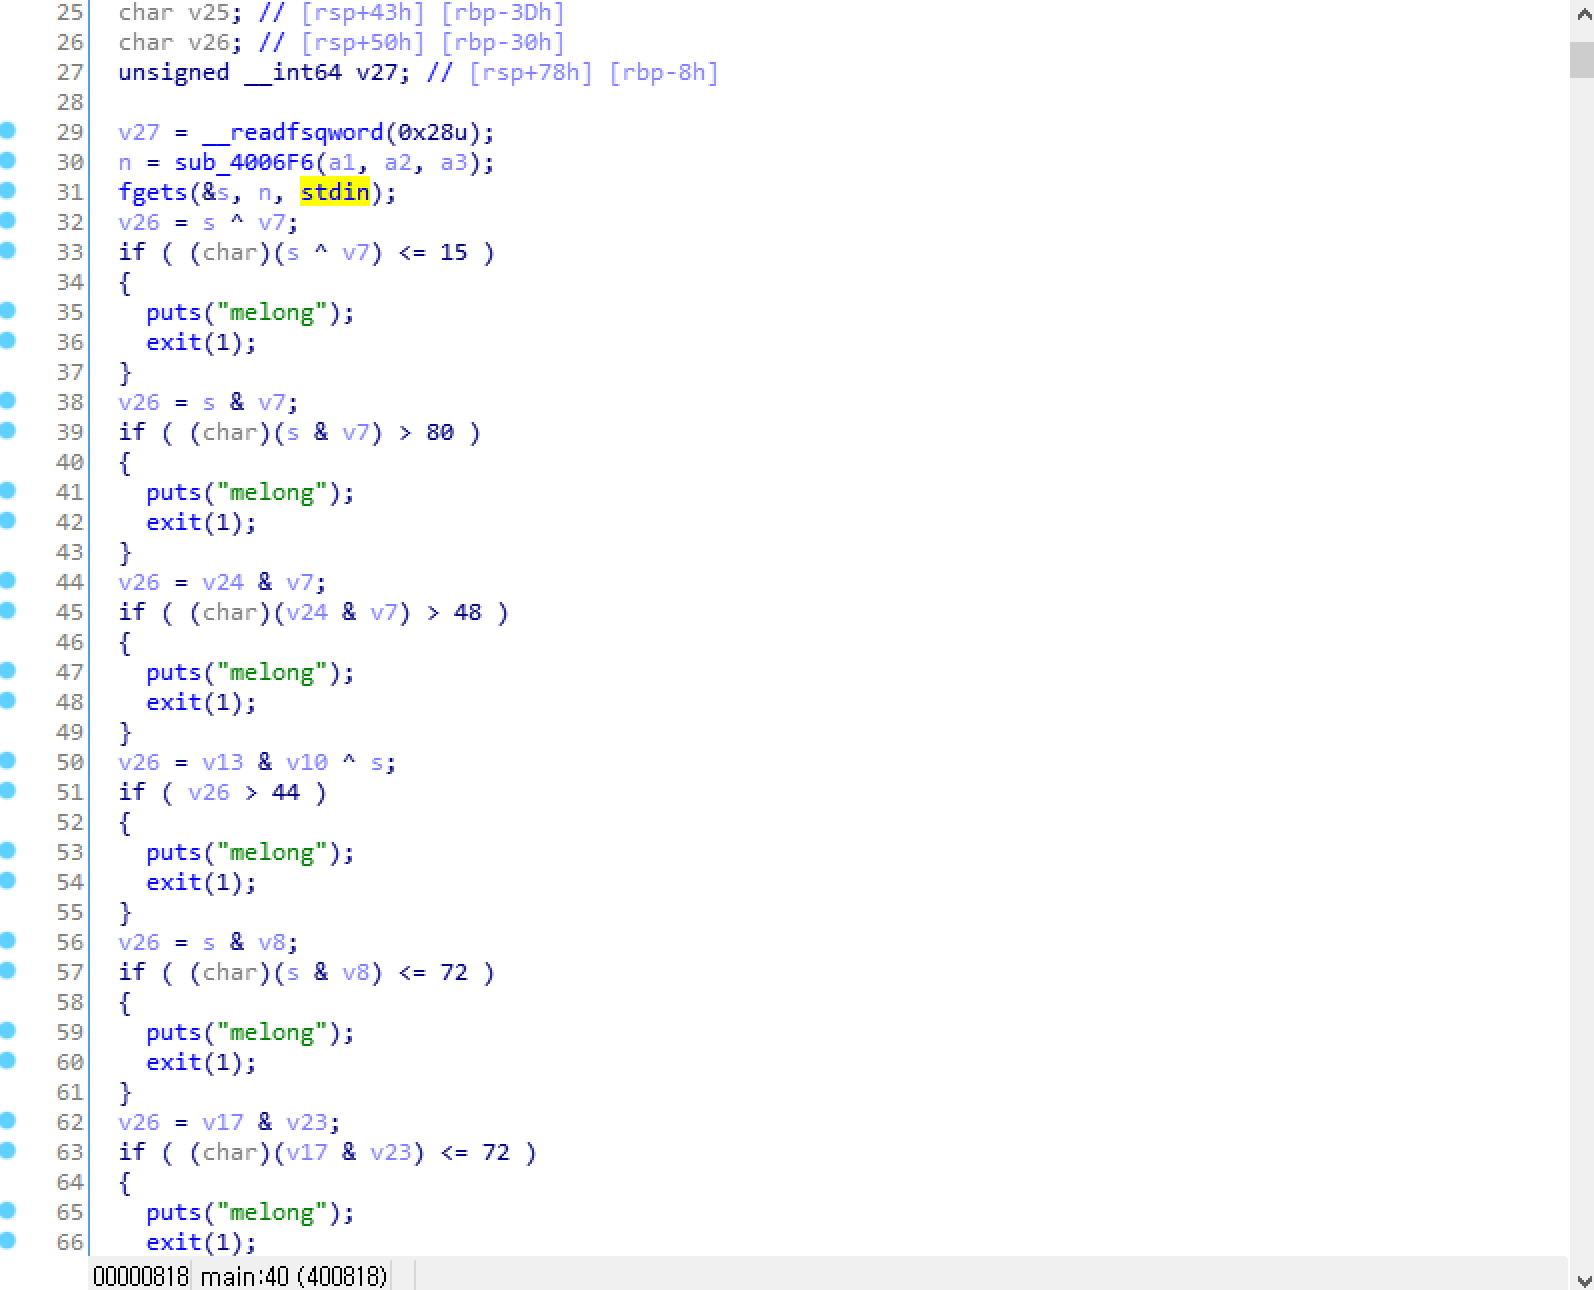 25 char v25; // [rsp+43h] [rbp-3Dh]
26 char v26; // [rsp+50h] [rbp-30h]
27 unsigned __int64 v27; // [rsp+78h] [rbp-8h]
28
29 v27 = __readfsqword(0x28u);
30 n = sub_4006F6(a1, a2, a3);
31 fgets(&s, n, stdin);
32 v26 = s ^ v7;
33 if ( (char)(s ^ v7) <= 15 )
34 {
35 puts("melong");
36 exit(1);
37 }
38 v26 = s & v7;
39 if ( (char)(s & v7) > 80 )
40 {
41 puts("melong");
42 exit(1);
43 }
44 v26 = v24 & v7;
45 if ( (char)(v24 & v7) > 48 )
46 {
47 puts("melong");
48 exit(1);
49 }
50 v26 = v13 & v10 ^ s;
51 if ( v26 > 44 )
52 {
53 puts("melong");
54 exit(1);
55 }
56 v26 = s & v8;
57 if ( (char)(s & v8) <= 72 )
58 {
59 puts("melong");
60 exit(1);
61 }
62 v26 = v17 & v23;
63 if ( (char)(v17 & v23) <= 72 )
64 {
65 puts("melong");
66 exit(1);
00000818 main:40 (400818)